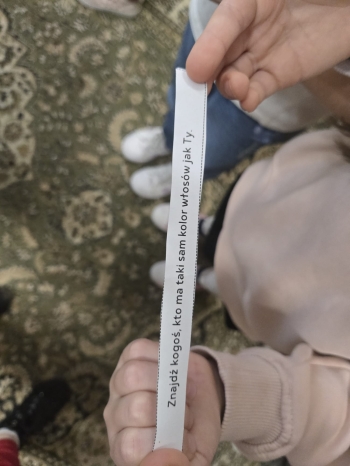 Znajdź kogoś, kto ma taki sam kolor włosów jak Ty.